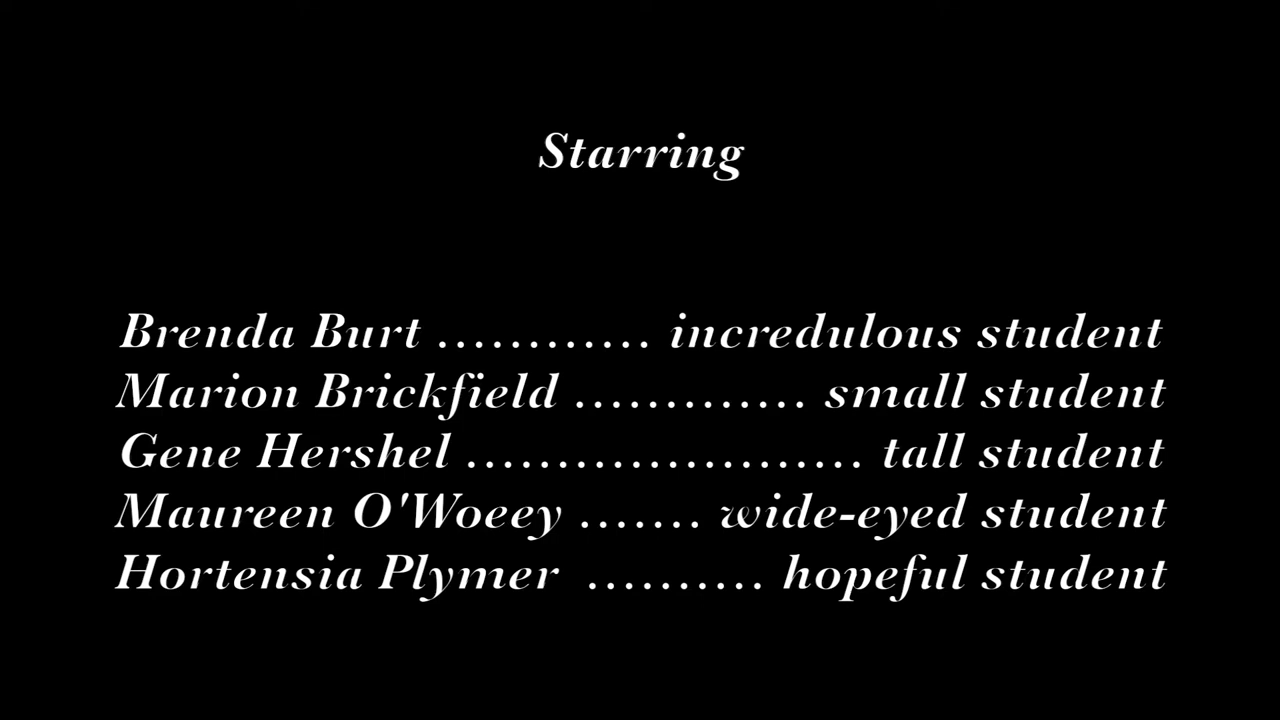 Starring
Brenda Burt ............ incredulous student
Marion Brickfield ............. small student
Gene Hershel ...................... tall student
Maureen O'Woeey ....... wide-eyed student
Hortensia Plymer .......... hopeful student